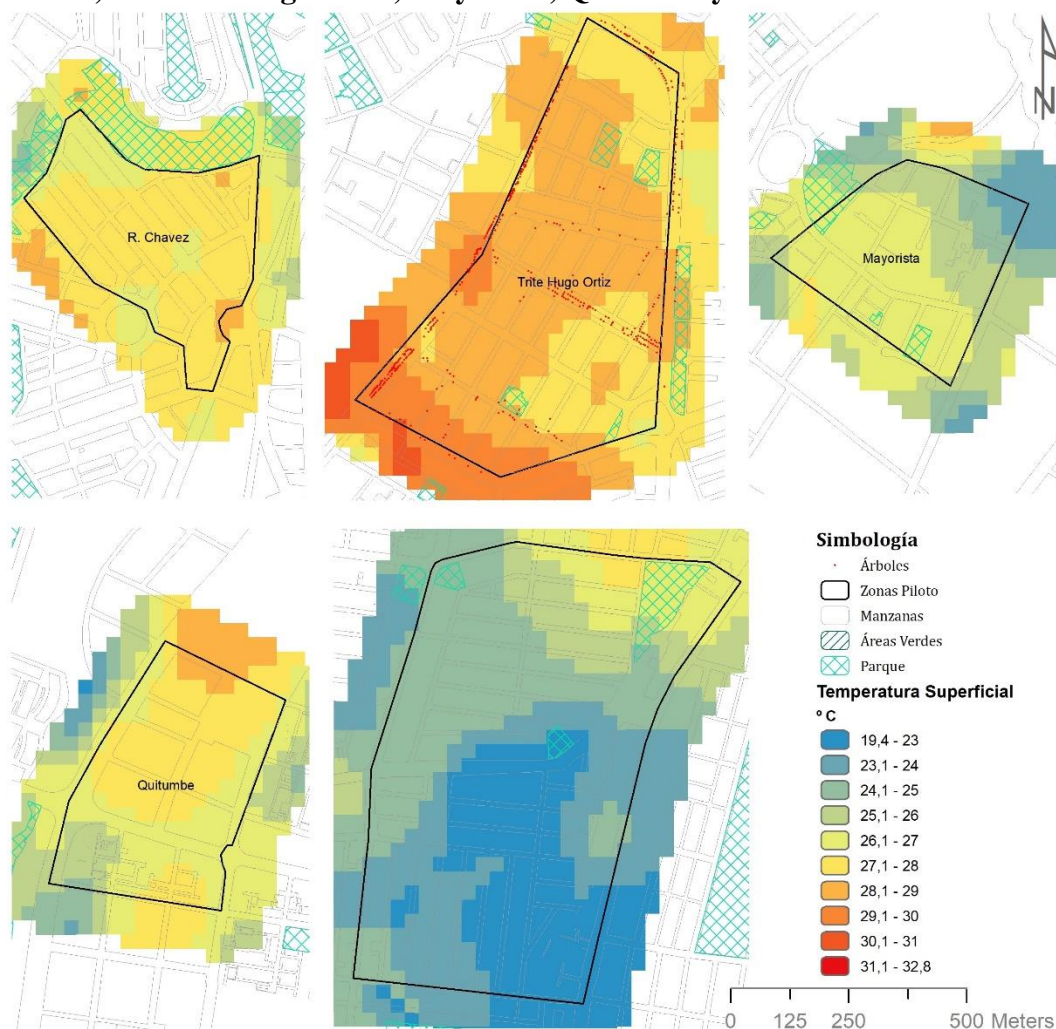 R. Chavez
Tnte Hugo Ortiz
Mayorista
N
Quitumbe
Simbología
Árboles
Zonas Piloto
Manzanas
Áreas Verdes
Parque
Temperatura Superficial
º C
19,4 - 23
23,1 - 24
24,1 - 25
25,1 - 26
26,1 - 27
27,1 - 28
28,1 - 29
29,1 - 30
30,1 - 31
31,1 - 32,8
0 125 250 500 Meters